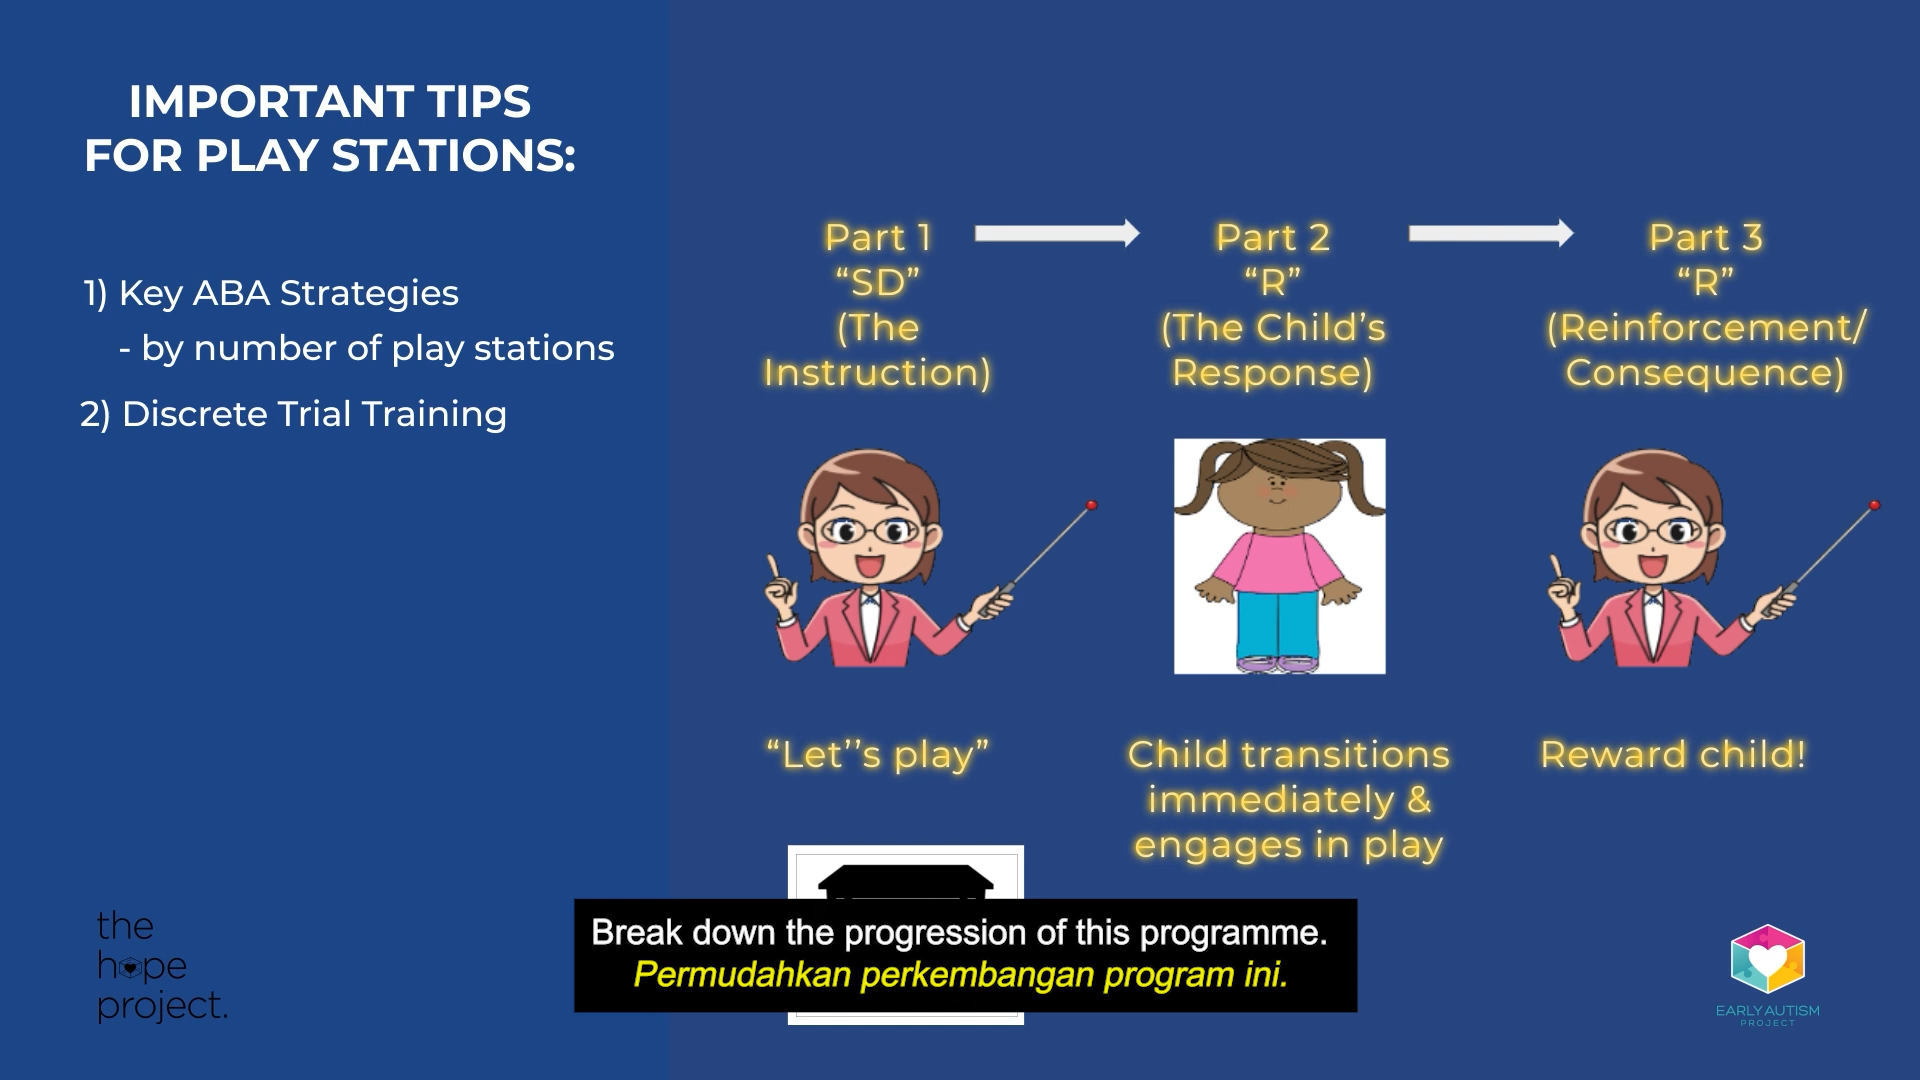 IMPORTANT TIPS
FOR PLAY STATIONS:
1) Key ABA Strategies
- by number of play stations
2) Discrete Trial Training
Part 1
“SD”
(The
Instruction)
Part 2
“R”
(The Child’s
Response)
Part 3
“R”
(Reinforcement/
Consequence)
“Let’’s play”
Child transitions
immediately &
engages in play
Reward child!
Break down the progression of this programme.
Permudahkan perkembangan program ini.
the
hope
project.
EARLY AUTISM
PROJECT